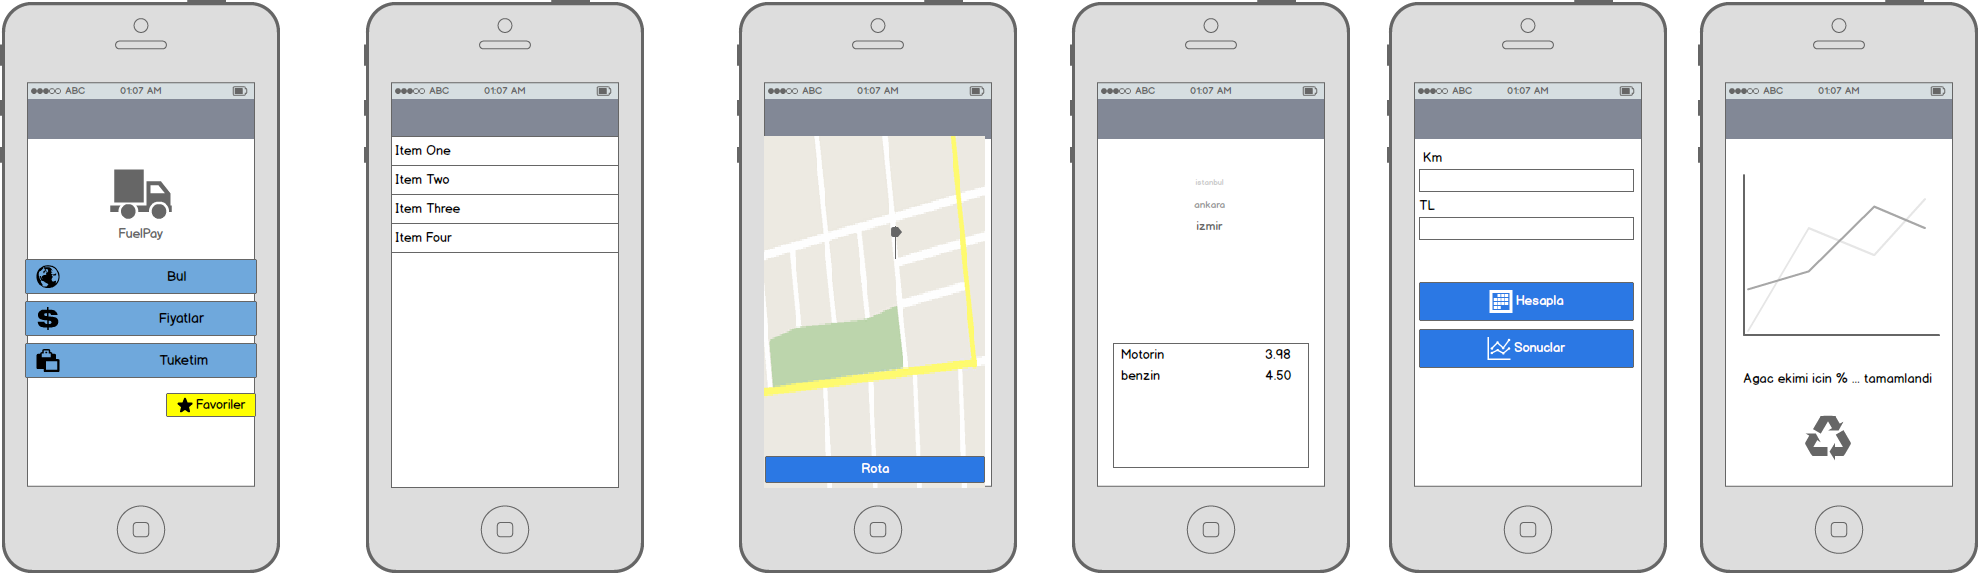 ABC 01:07 AM
FuelPay
Bul
$ Fiyatlar
Tuketim
Favoriler
ABC 01:07 AM
Item One
Item Two
Item Three
Item Four
ABC 01:07 AM
Rota
ABC 01:07 AM
istanbul
ankara
izmir
Motorin 3.98
benzin 4.50
ABC 01:07 AM
Km
TL
Hesapla
Sonuclar
ABC 01:07 AM
Agac ekimi icin % ... tamamlandi